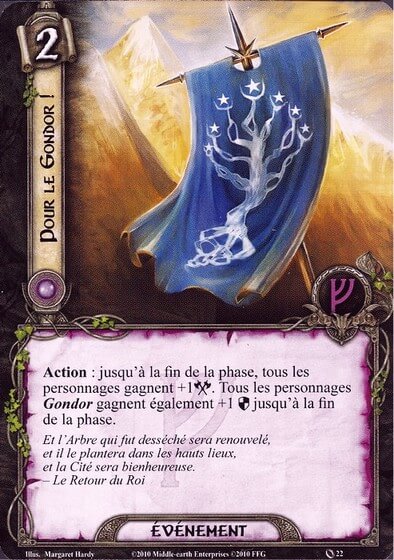 2
POUR LE GONDOR !
Action : jusqu'à la fin de la phase, tous les
personnages gagnent +1. Tous les personnages
Gondor gagnent également +1 jusqu'à la fin
de la phase.
Et l'Arbre qui fut desséché sera renouvelé,
et il le plantera dans les hauts lieux,
et la Cité sera bienheureuse.
– Le Retour du Roi
ÉVÉNEMENT
Illus. Margaret Hardy
©2010 Middle-earth Enterprises ©2010 FFG
22